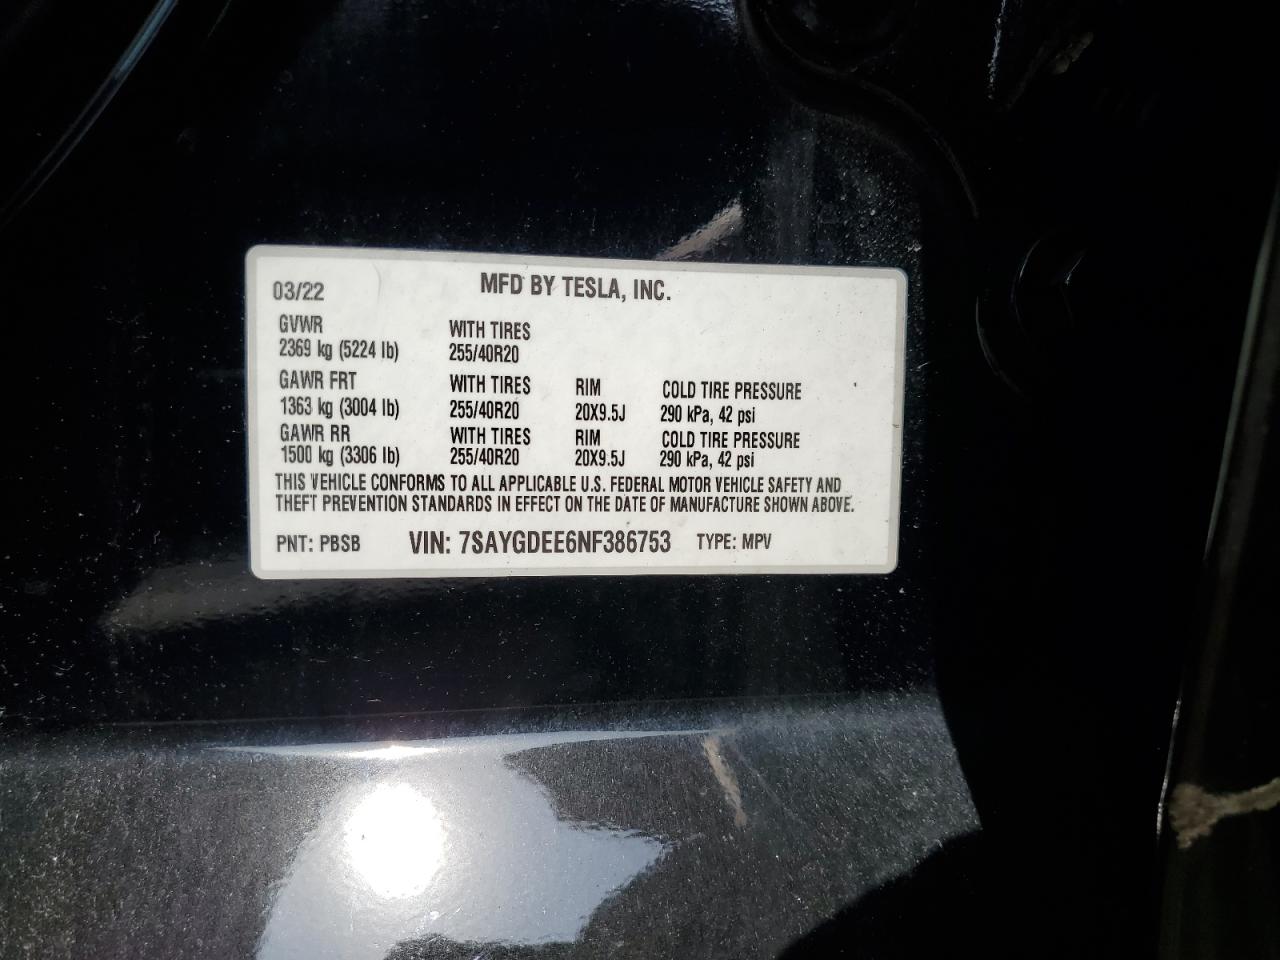 03/22 MFD BY TESLA, INC.
GVWR WITH TIRES
2369 kg (5224 lb) 255/40R20
GAWR FRT WITH TIRES RIM COLD TIRE PRESSURE
1363 kg (3004 lb) 255/40R20 20X9.5J 290 kPa, 42 psi
GAWR RR WITH TIRES RIM COLD TIRE PRESSURE
1500 kg (3306 lb) 255/40R20 20X9.5J 290 kPa, 42 psi
THIS VEHICLE CONFORMS TO ALL APPLICABLE U.S. FEDERAL MOTOR VEHICLE SAFETY AND
THEFT PREVENTION STANDARDS IN EFFECT ON THE DATE OF MANUFACTURE SHOWN ABOVE.
PNT: PBSB VIN: 7SAYGDEE6NF386753 TYPE: MPV